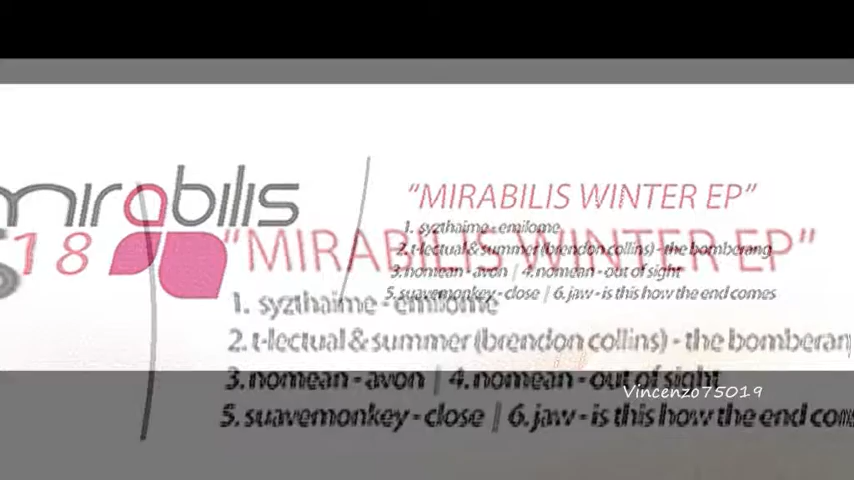 mirabilis
18
"MIRABILIS WINTER EP"
1. syzthaime - emilome
2. t-lectual & summer (brendon collins) - the bomberang
3. nomean - avon | 4. nomean - out of sight
5. suavemonkey - close | 6. jaw - is this how the end comes
"MIRABILIS WINTER EP"
1. syzthaime - emilome
2. t-lectual & summer (brendon collins) - the bomberan
3. nomean - avon | 4. nomean - out of sight
5. suavemonkey - close | 6. jaw - is this how the end com
Vincenzo75019